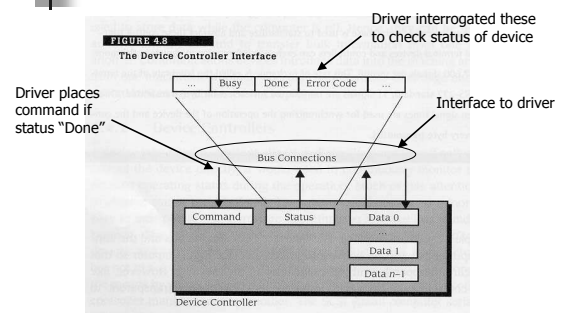 Driver interrogated these
to check status of device
FIGURE 4.8
The Device Controller Interface
... Busy Done Error Code ...
Driver places
command if
status “Done”
Interface to driver
Bus Connections
Command Status Data 0
...
Data 1
Data n–1
Device Controller